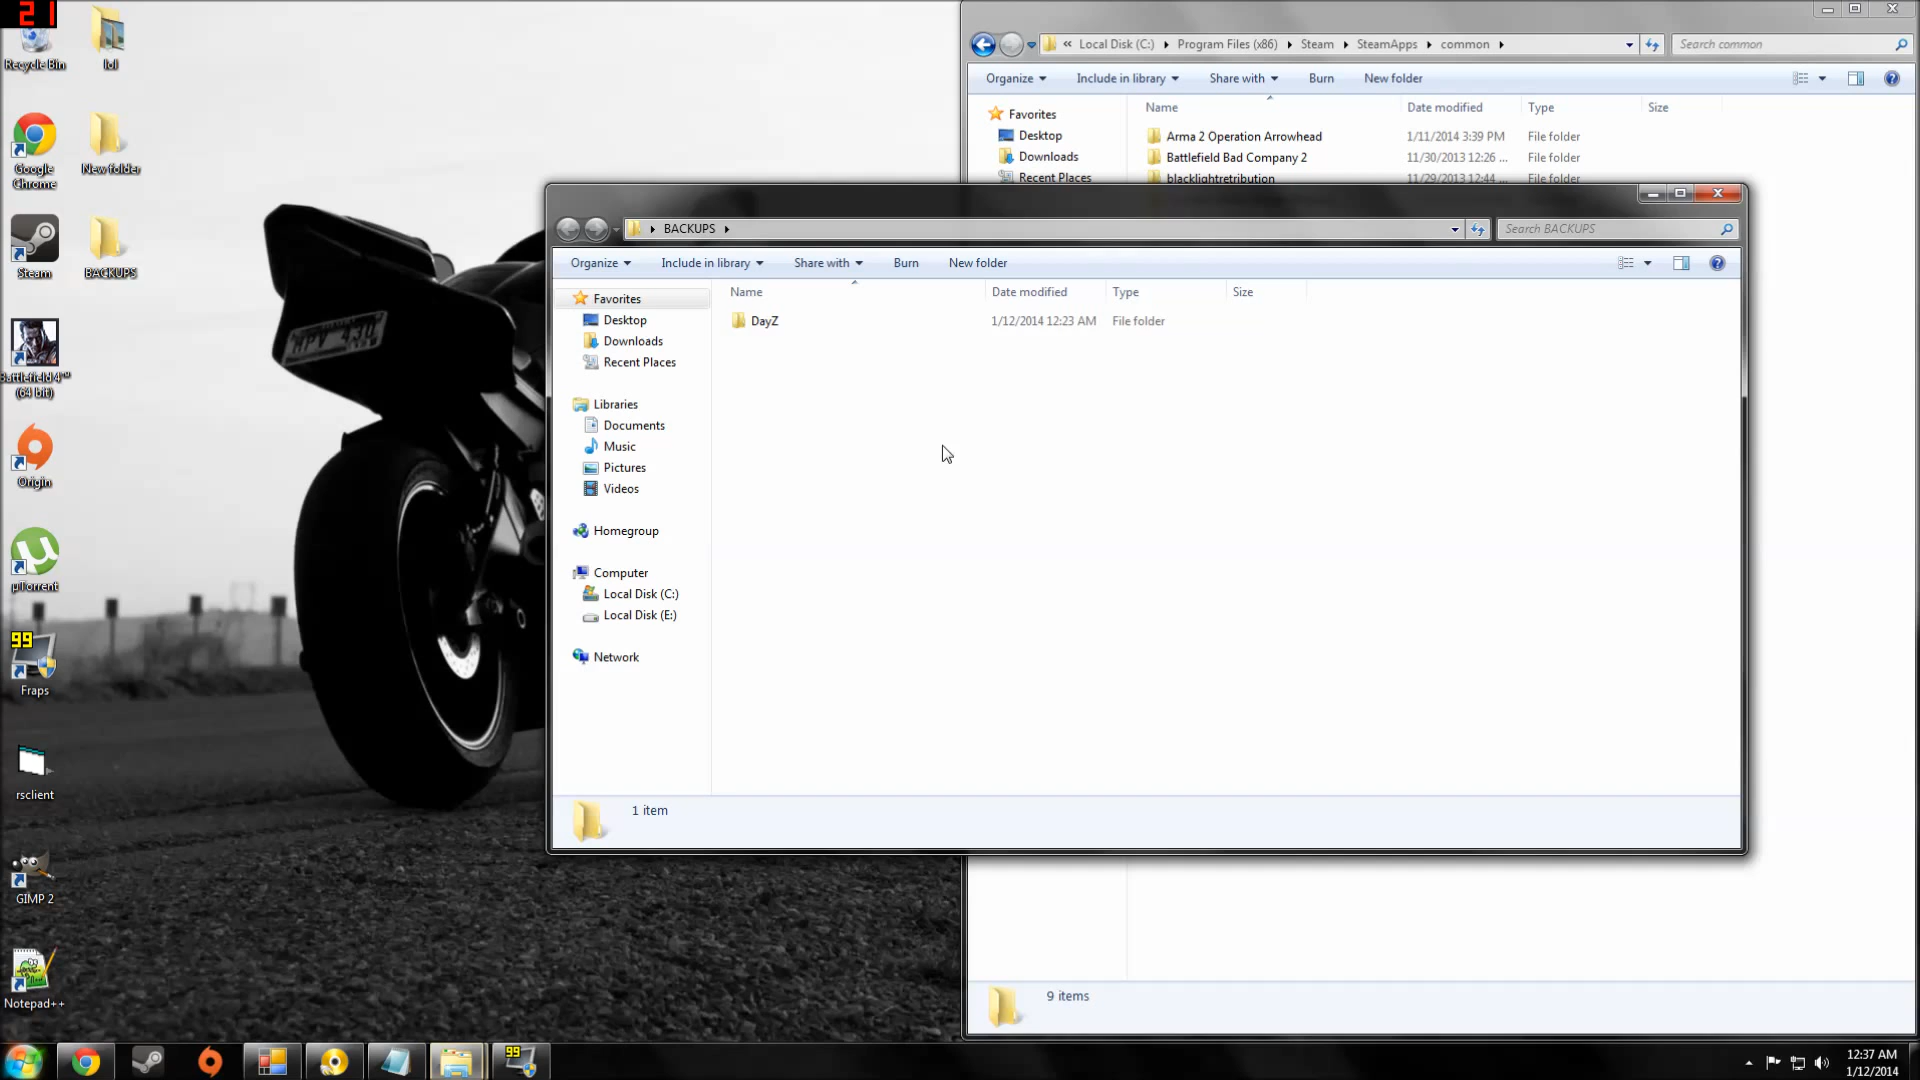 21
Recycle Bin
lol
Google
Chrome
New folder
Steam
BACKUPS
Battlefield 4™
(64 bit)
Origin
µTorrent
99
Fraps
rsclient
GIMP 2
Notepad++
« Local Disk (C:) Program Files (x86) Steam SteamApps common
Search common
Organize Include in library Share with Burn New folder
Name Date modified Type Size
Favorites
Desktop
Downloads
Recent Places
Arma 2 Operation Arrowhead 1/11/2014 3:39 PM File folder
Battlefield Bad Company 2 11/30/2013 12:26 ... File folder
blacklightretribution 11/29/2013 12:44 ... File folder
9 items
BACKUPS
Search BACKUPS
Organize Include in library Share with Burn New folder
Name Date modified Type Size
Favorites
Desktop
Downloads
Recent Places
Libraries
Documents
Music
Pictures
Videos
Homegroup
Computer
Local Disk (C:)
Local Disk (E:)
Network
DayZ 1/12/2014 12:23 AM File folder
1 item
99
12:37 AM
1/12/2014